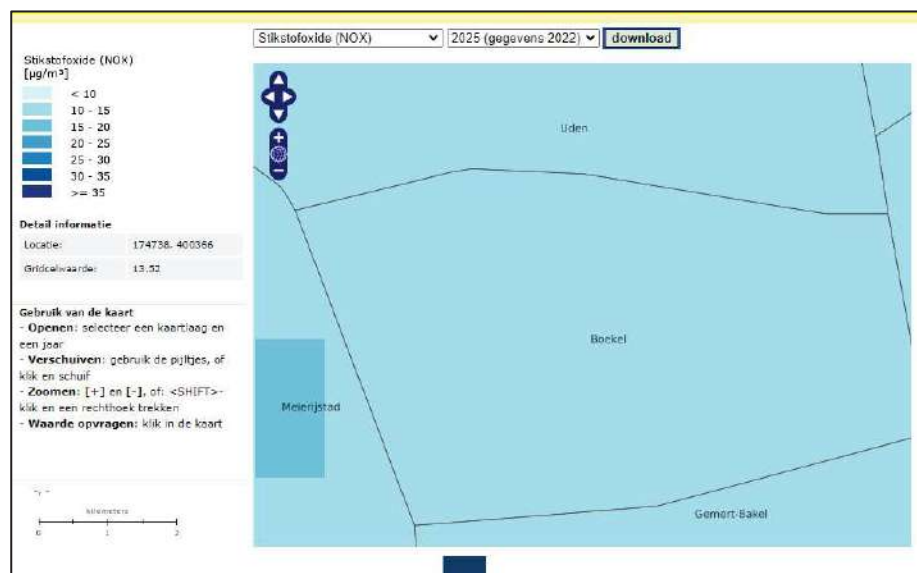 Stikstofoxide (NOX)
2025 (gegevens 2022)
download
Stikstofoxide (NOX)
[µg/m³]
< 10
10 - 15
15 - 20
20 - 25
25 - 30
30 - 35
>= 35
Detail informatie
Locatie: 174738, 400366
Gridcelwaarde: 13.52
Gebruik van de kaart
- Openen: selecteer een kaartlaag en
een jaar
- Verschuiven: gebruik de pijltjes, of
klik en schuif
- Zoomen: [+] en [-], of: <SHIFT>-
klik en een rechthoek trekken
- Waarde opvragen: klik in de kaart
kilometers
0 1 2
Uden
Boekel
Meierijstad
Gemert-Bakel